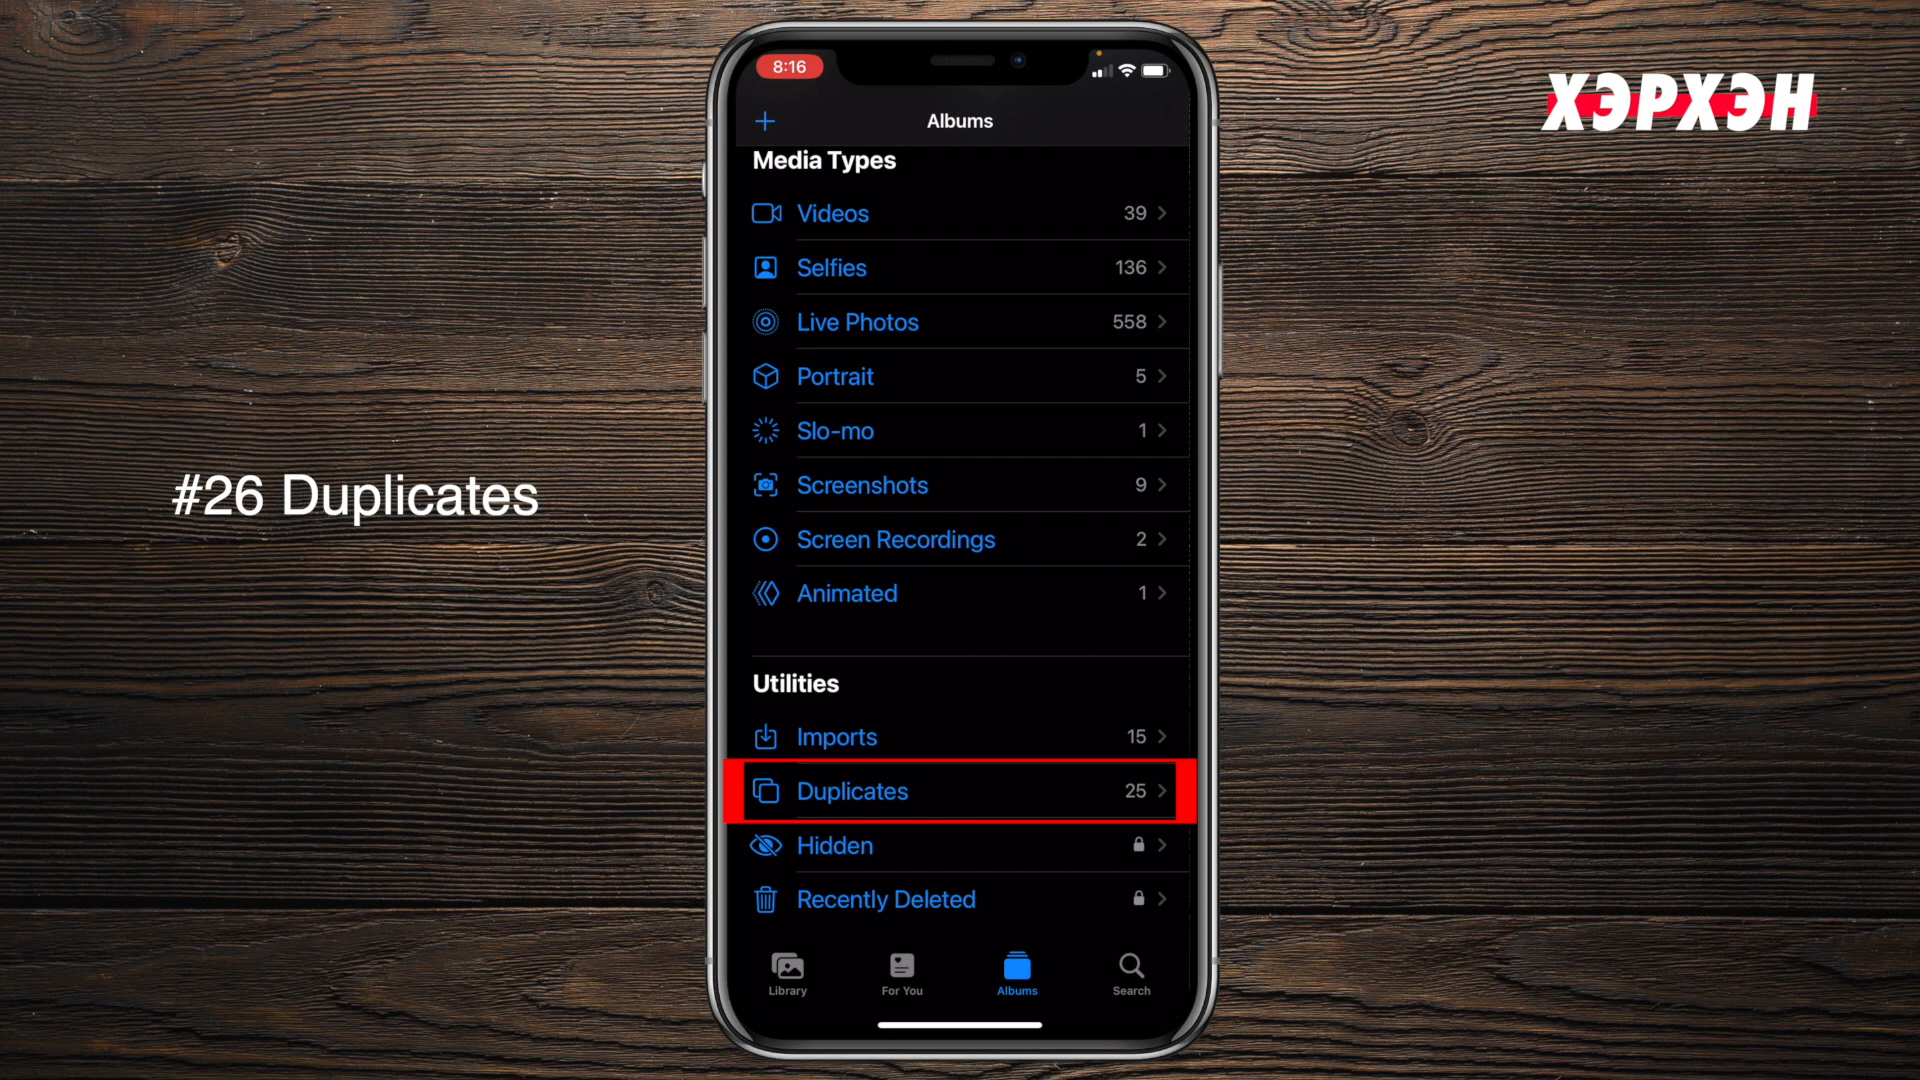 8:16
Albums
ХЭРХЭН
Media Types
Videos 39
Selfies 136
Live Photos 558
Portrait 5
Slo-mo 1
Screenshots 9
#26 Duplicates
Screen Recordings 2
Animated 1
Utilities
Imports 15
Duplicates 25
Hidden
Recently Deleted
Library For You Albums Search